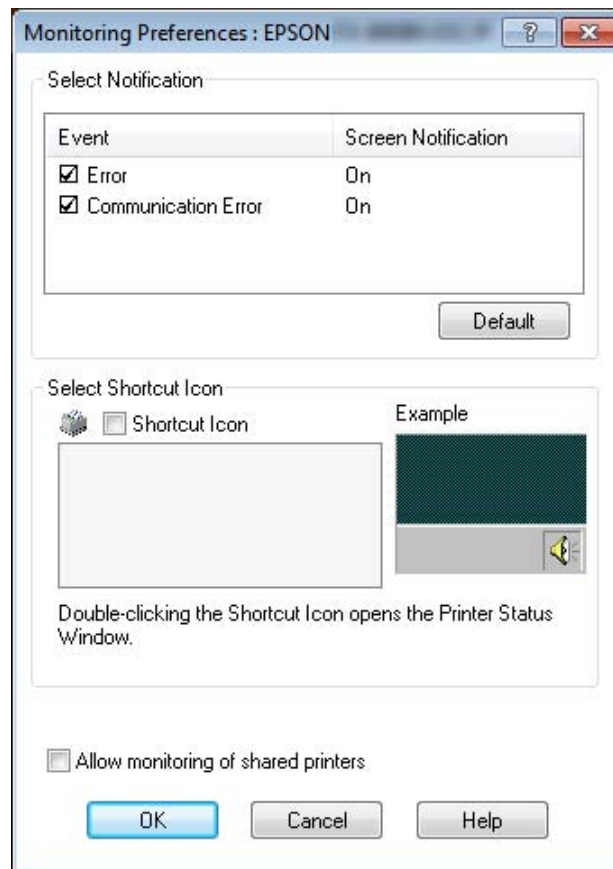 Monitoring Preferences : EPSON
Select Notification
Event Screen Notification
Error On
Communication Error On
Default
Select Shortcut Icon
Shortcut Icon Example
Double-clicking the Shortcut Icon opens the Printer Status
Window.
Allow monitoring of shared printers
OK Cancel Help